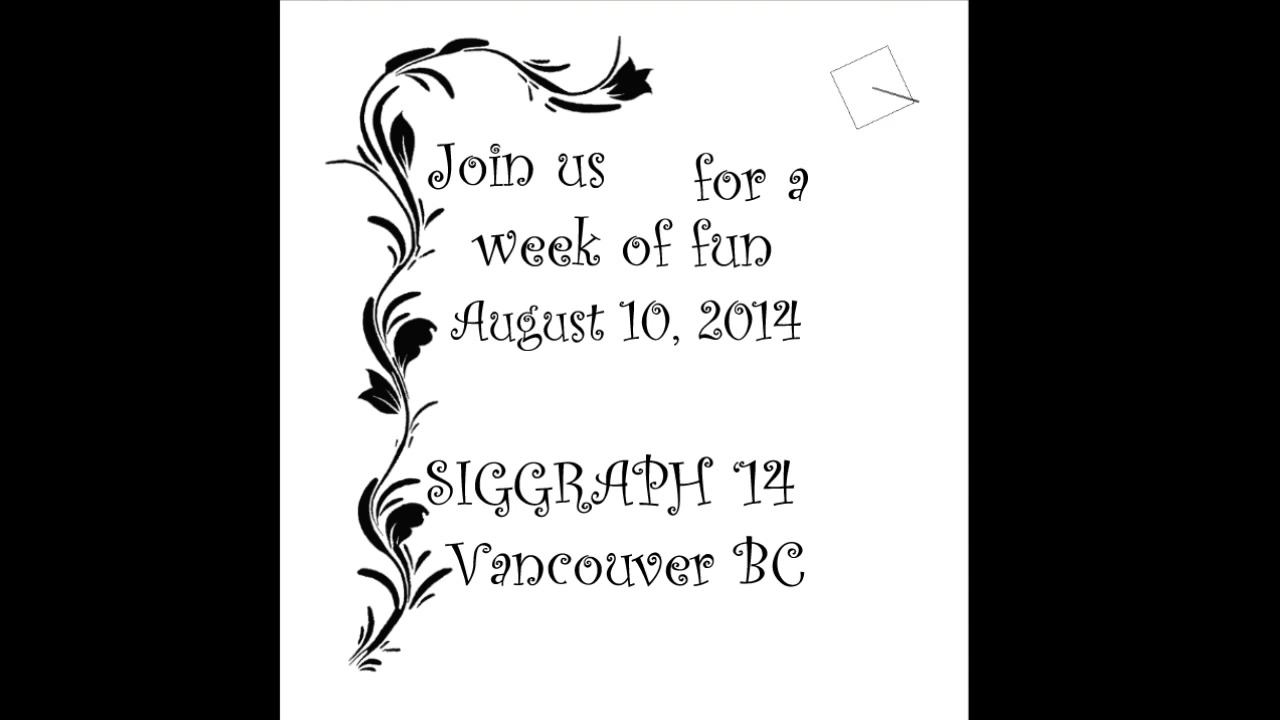 Join us for a
week of fun
August 10, 2014
SIGGRAPH '14
Vancouver BC